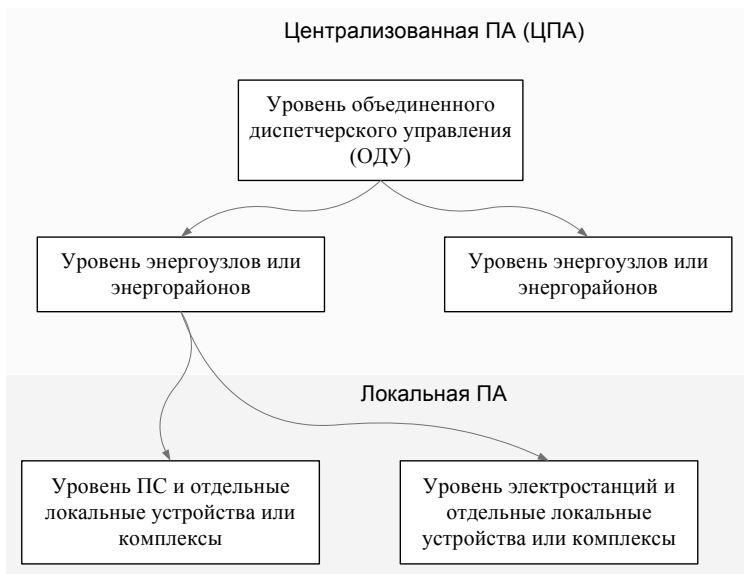 Централизованная ПА (ЦПА)
Уровень объединенного
диспетчерского управления
(ОДУ)
Уровень энергоузлов или
энергорайонов
Уровень энергоузлов или
энергорайонов
Локальная ПА
Уровень ПС и отдельные
локальные устройства или
комплексы
Уровень электростанций и
отдельные локальные
устройства или комплексы